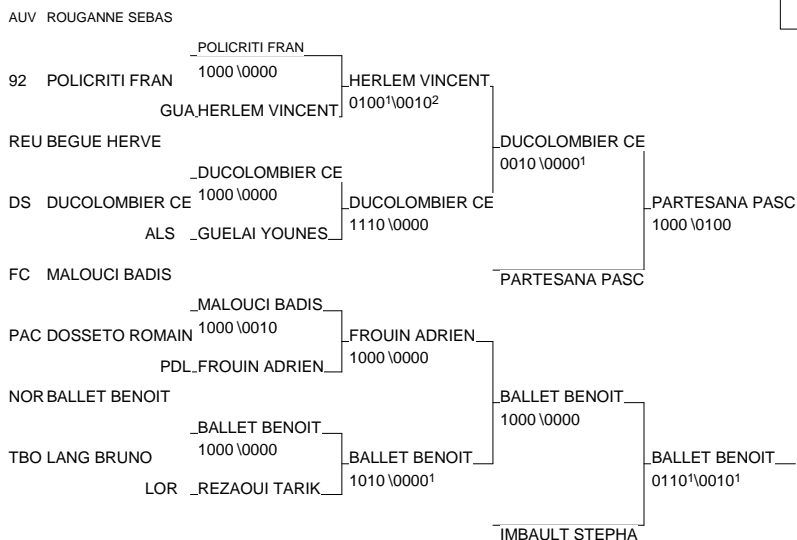 AUV ROUGANNE SEBAS
POLICRITI FRAN
92 POLICRITI FRAN 1000 \0000 HERLEM VINCENT
GUA HERLEM VINCENT 0100¹\0010²
REU BEGUE HERVE DUCOLOMBIER CE
DUCOLOMBIER CE 0010 \0000¹
DS DUCOLOMBIER CE 1000 \0000 DUCOLOMBIER CE PARTESANA PASC
ALS GUELAI YOUNES 1110 \0000 1000 \0100
FC MALOUCI BADIS PARTESANA PASC
MALOUCI BADIS
PAC DOSSETO ROMAIN 1000 \0010 FROUIN ADRIEN
PDL FROUIN ADRIEN 1000 \0000
NOR BALLET BENOIT BALLET BENOIT
BALLET BENOIT 1000 \0000
TBO LANG BRUNO 1000 \0000 BALLET BENOIT BALLET BENOIT
LOR REZAOUI TARIK 1010 \0000¹ 0110¹\0010¹
IMBAULT STEPHA